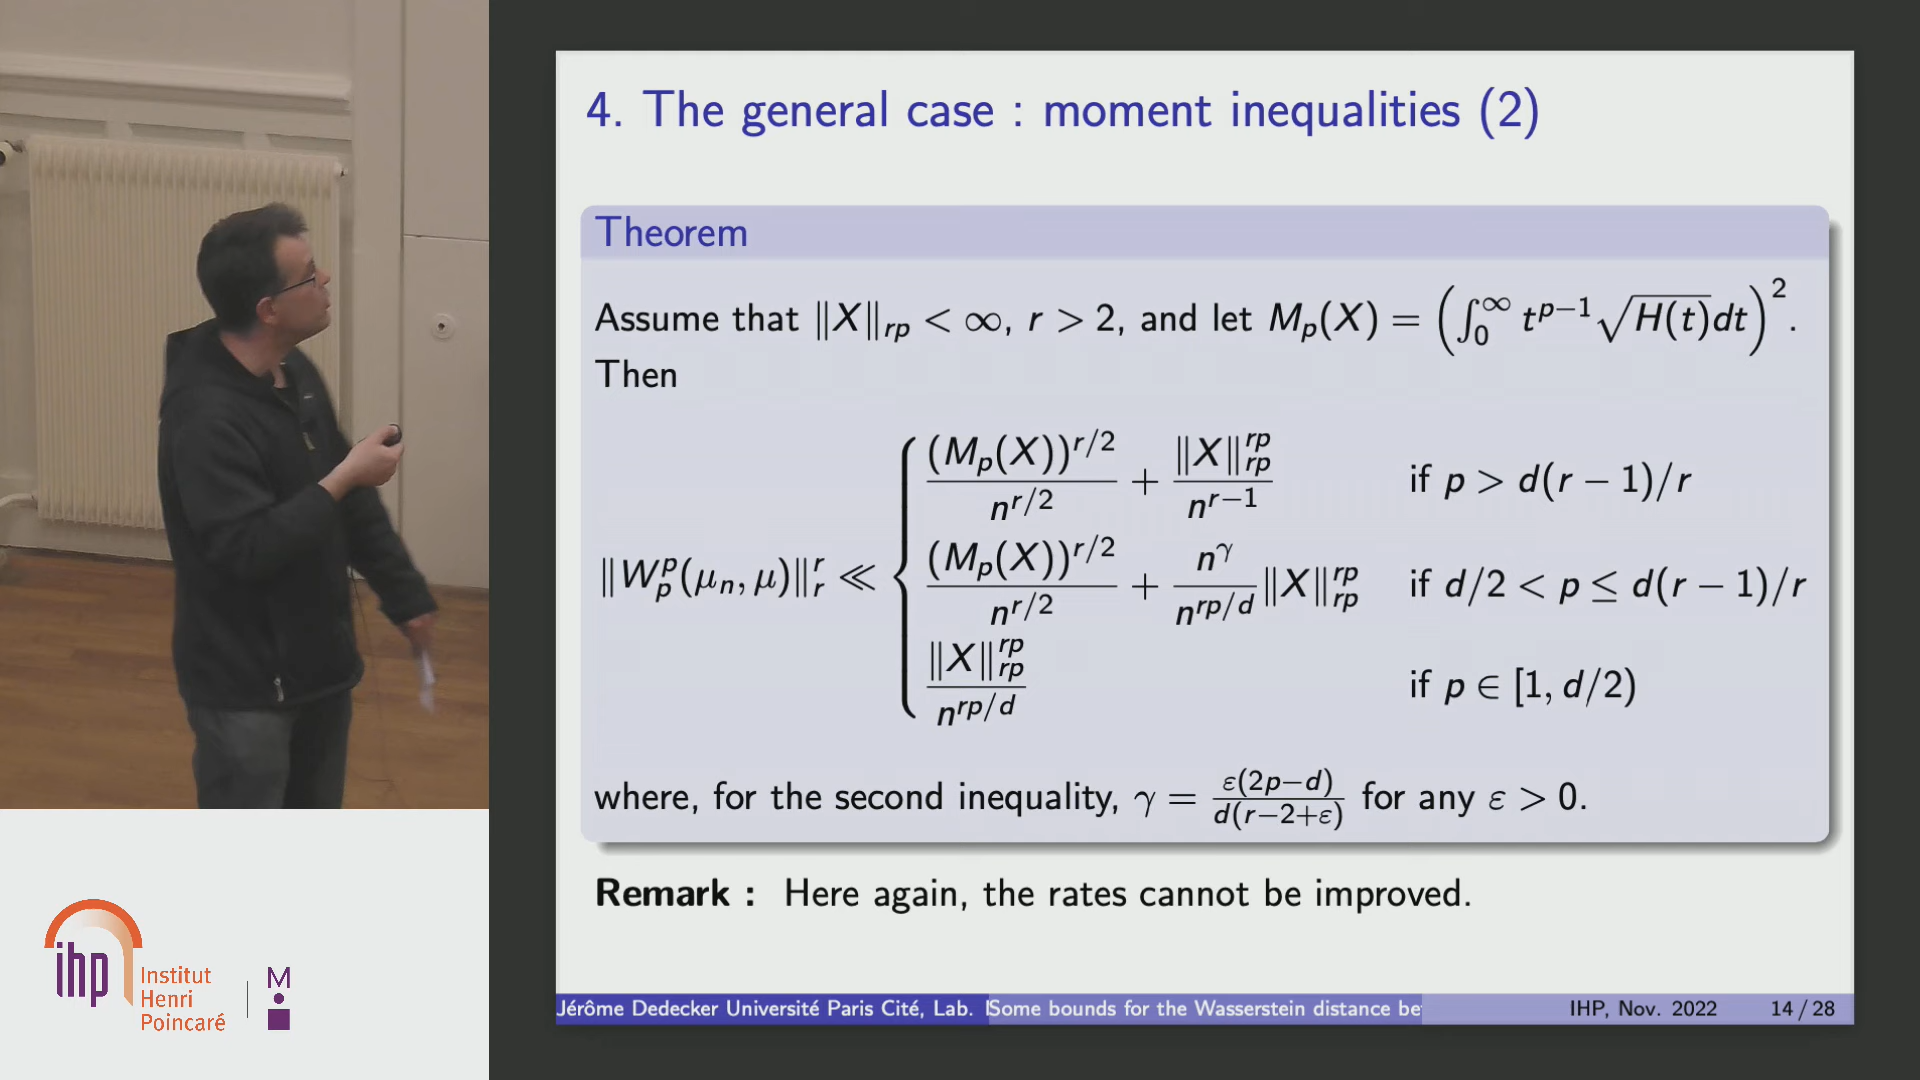 4. The general case : moment inequalities (2)
Theorem
Assume that ‖X‖_{rp} < ∞, r > 2, and let M_p(X) = (∫_0^∞ t^{p−1} √H(t) dt)^2.
Then
‖W_p^p(μ_n, μ)‖_r^r ≪ { (M_p(X))^{r/2} / n^{r/2} + ‖X‖_{rp}^{rp} / n^{r−1} if p > d(r − 1)/r
(M_p(X))^{r/2} / n^{r/2} + n^γ / n^{rp/d} ‖X‖_{rp}^{rp} if d/2 < p ≤ d(r − 1)/r
‖X‖_{rp}^{rp} / n^{rp/d} if p ∈ [1, d/2)
where, for the second inequality, γ = ε(2p−d) / d(r−2+ε) for any ε > 0.
Remark : Here again, the rates cannot be improved.
Jérôme Dedecker Université Paris Cité, Lab. Some bounds for the Wasserstein distance be IHP, Nov. 2022 14 / 28
ihp
Institut
Henri
Poincaré
M